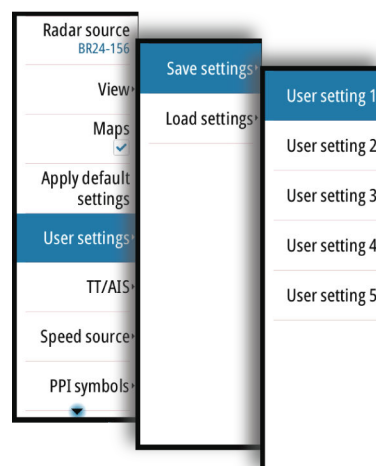 Radar source
BR24-156
View
Maps
Apply default
settings
User settings
TT/AIS
Speed source
PPI symbols
Save settings
Load settings
User setting 1
User setting 2
User setting 3
User setting 4
User setting 5